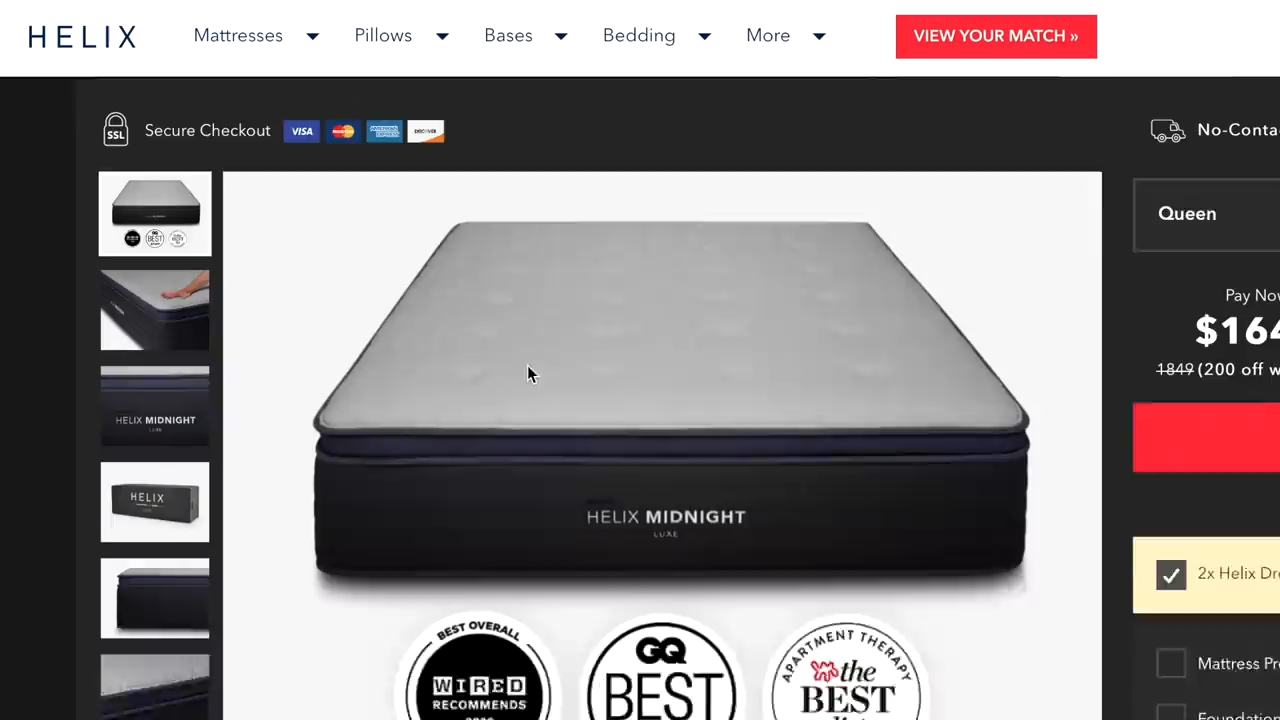 HELIX
Mattresses
Pillows
Bases
Bedding
More
VIEW YOUR MATCH »
SSL
Secure Checkout
VISA
DISCOVER
No-Conta
Queen
Pay Now
$164
1849 (200 off w
HELIX MIDNIGHT
LUXE
HELIX
HELIX MIDNIGHT
LUXE
2x Helix Dre
Mattress Pr
BEST OVERALL
WIRED
RECOMMENDS
GQ
BEST
APARTMENT THERAPY
the
BEST